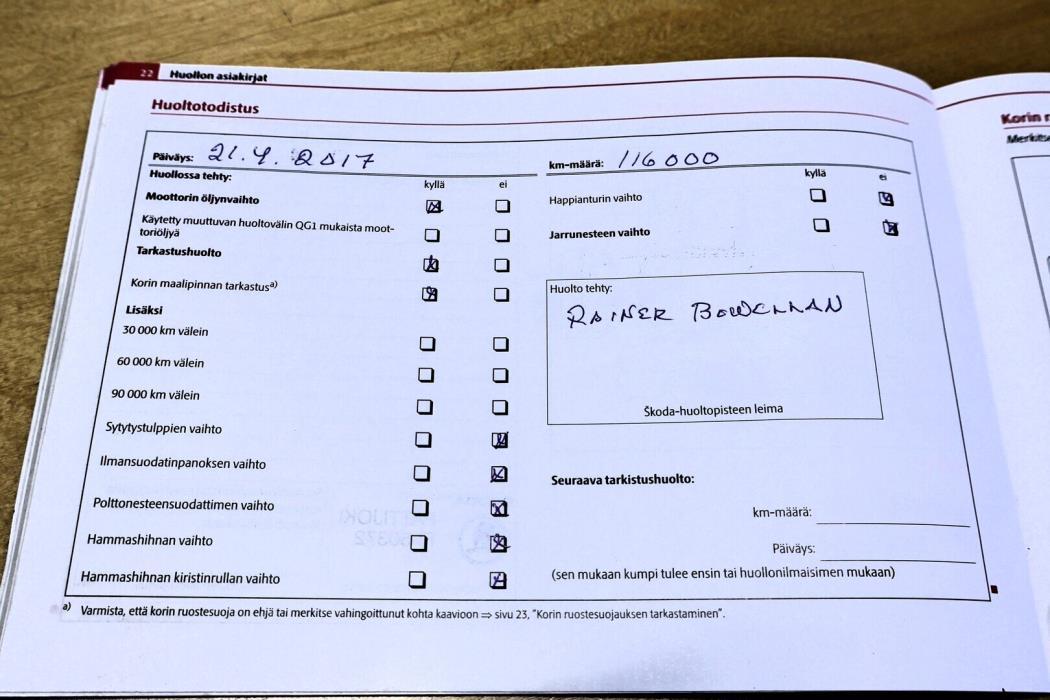 22 Huollon asiakirjat
Huoltotodistus
Päiväys: 21.4.2017
km-määrä: 116000
Huollossa tehty:
kyllä ei
Moottorin öljynvaihto
Käytetty muuttuvan huoltovälin QG1 mukaista moot-
toriöljyä
Tarkastushuolto
Korin maalipinnan tarkastus a)
Lisäksi
30 000 km välein
60 000 km välein
90 000 km välein
Sytytystulppien vaihto
Ilmansuodatinpanoksen vaihto
Polttonesteensuodattimen vaihto
Hammashihnan vaihto
Hammashihnan kiristinrullan vaihto
kyllä ei
Happianturin vaihto
Jarrunesteen vaihto
Huolto tehty:
RAINER
Škoda-huoltopisteen leima
Seuraava tarkistushuolto:
km-määrä:
Päiväys:
(sen mukaan kumpi tulee ensin tai huollonilmaisimen mukaan)
a) Varmista, että korin ruostesuoja on ehjä tai merkitse vahingoittunut kohta kaavioon ⇒ sivu 23, "Korin ruostesuojauksen tarkastaminen".
Korin